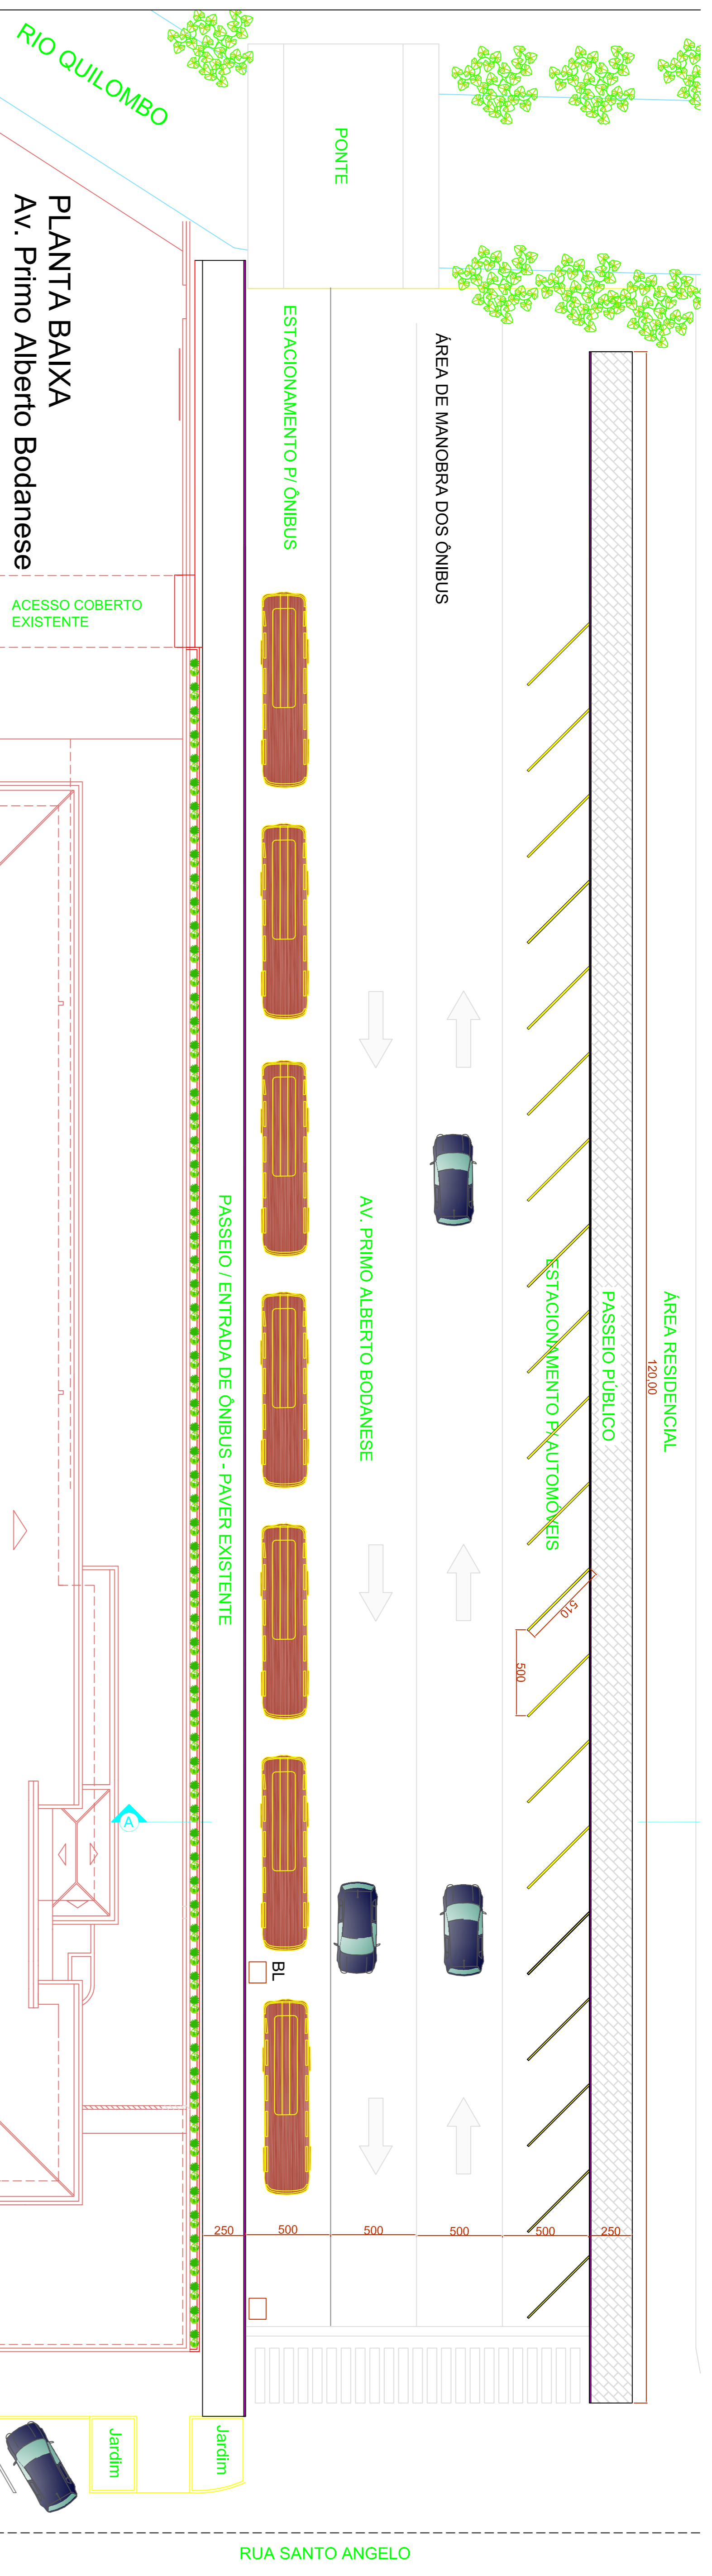 RIO QUILOMBO
PONTE
PLANTA BAIXA
Av. Primo Alberto Bodanese
ESTACIONAMENTO P/ ÔNIBUS
ÁREA DE MANOBRA DOS ÔNIBUS
ACESSO COBERTO
EXISTENTE
PASSEIO / ENTRADA DE ÔNIBUS - PAVER EXISTENTE
AV. PRIMO ALBERTO BODANESE
ESTACIONAMENTO P/ AUTOMÓVEIS
PASSEIO PÚBLICO
ÁREA RESIDENCIAL
120,00
510
500
A
BL
250
500
500
500
500
250
Jardim
Jardim
RUA SANTO ANGELO